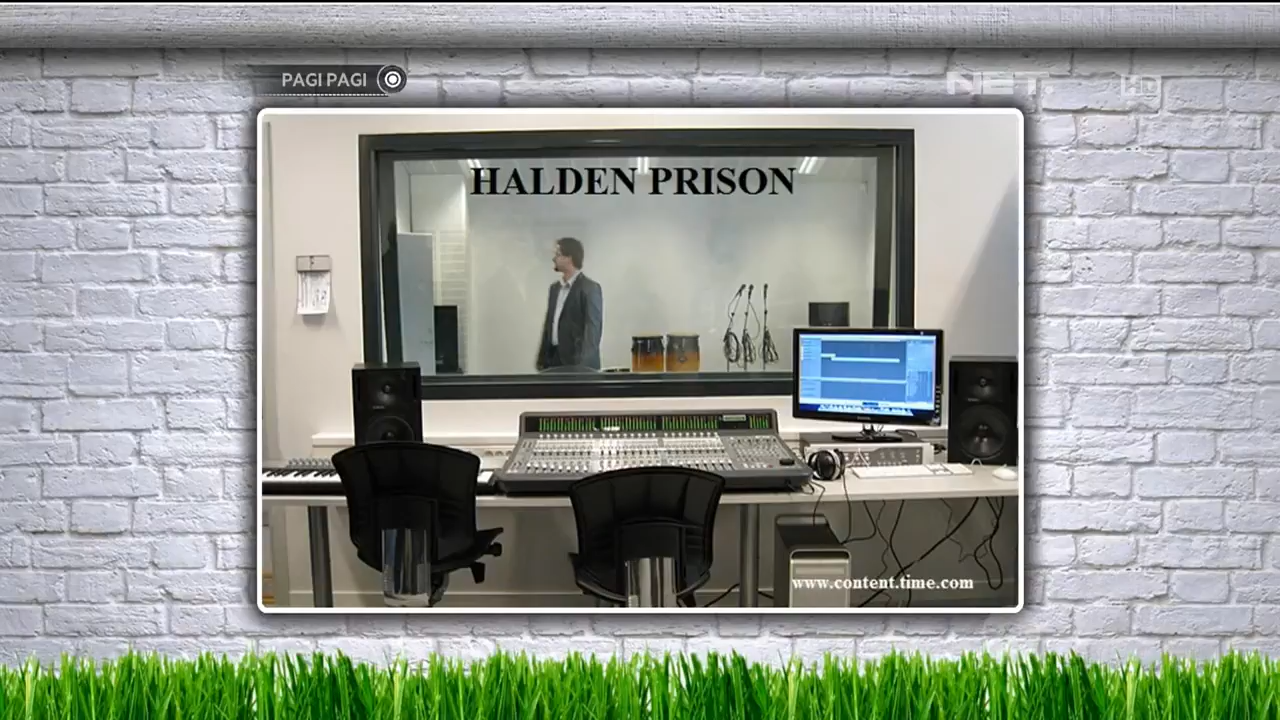 PAGI PAGI
NET.
HD
HALDEN PRISON
www.content.time.com